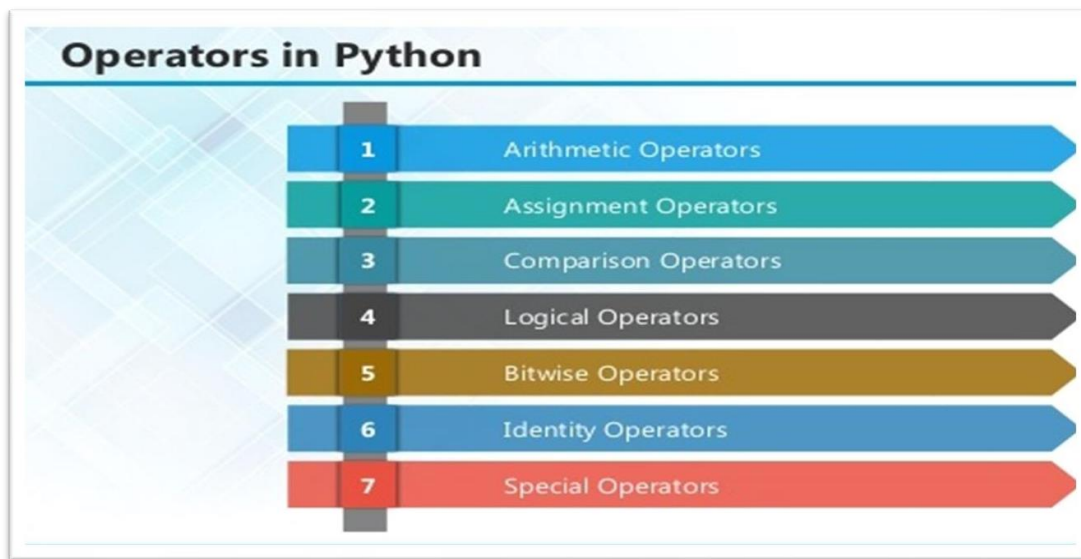 Operators in Python
1 Arithmetic Operators
2 Assignment Operators
3 Comparison Operators
4 Logical Operators
5 Bitwise Operators
6 Identity Operators
7 Special Operators